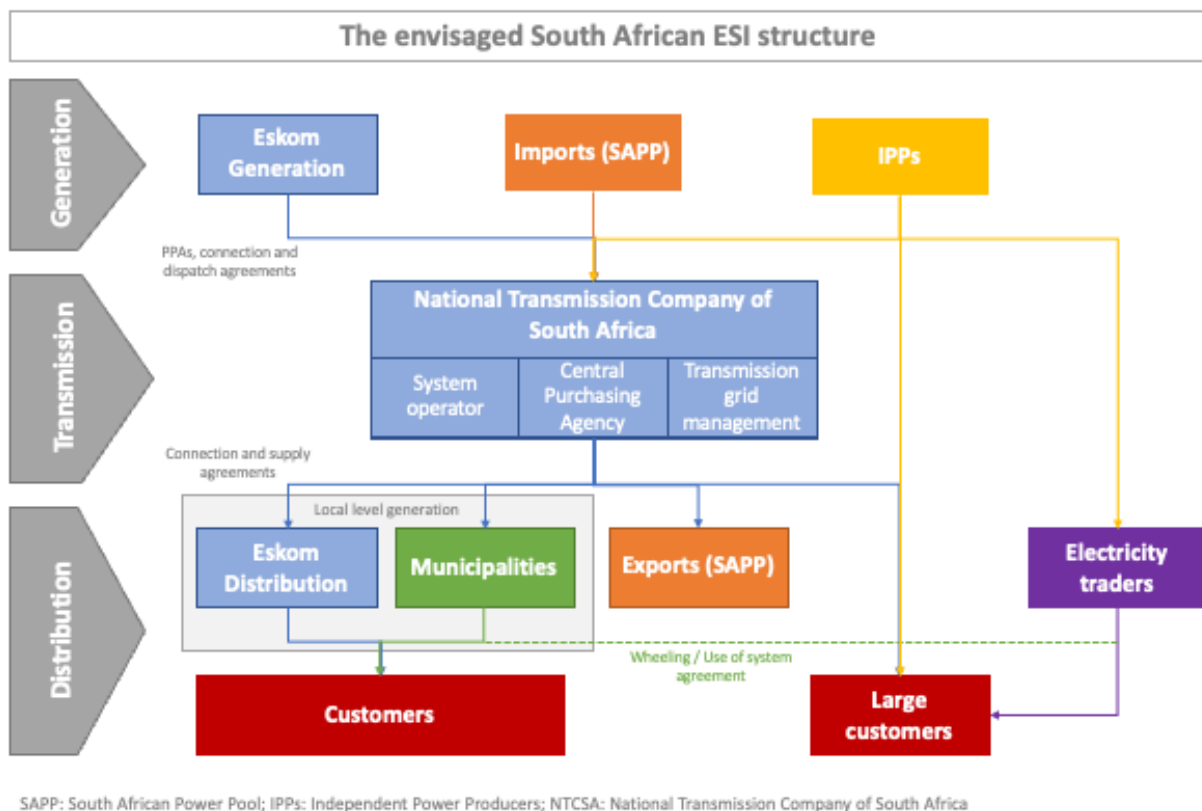 The envisaged South African ESI structure
Generation
Eskom
Generation
Imports (SAPP)
IPPs
PPAs, connection and
dispatch agreements
Transmission
National Transmission Company of
South Africa
System
operator
Central
Purchasing
Agency
Transmission
grid
management
Connection and supply
agreements
Distribution
Local level generation
Eskom
Distribution
Municipalities
Exports (SAPP)
Electricity
traders
Wheeling / Use of system
agreement
Customers
Large
customers
SAPP: South African Power Pool; IPPs: Independent Power Producers; NTCSA: National Transmission Company of South Africa